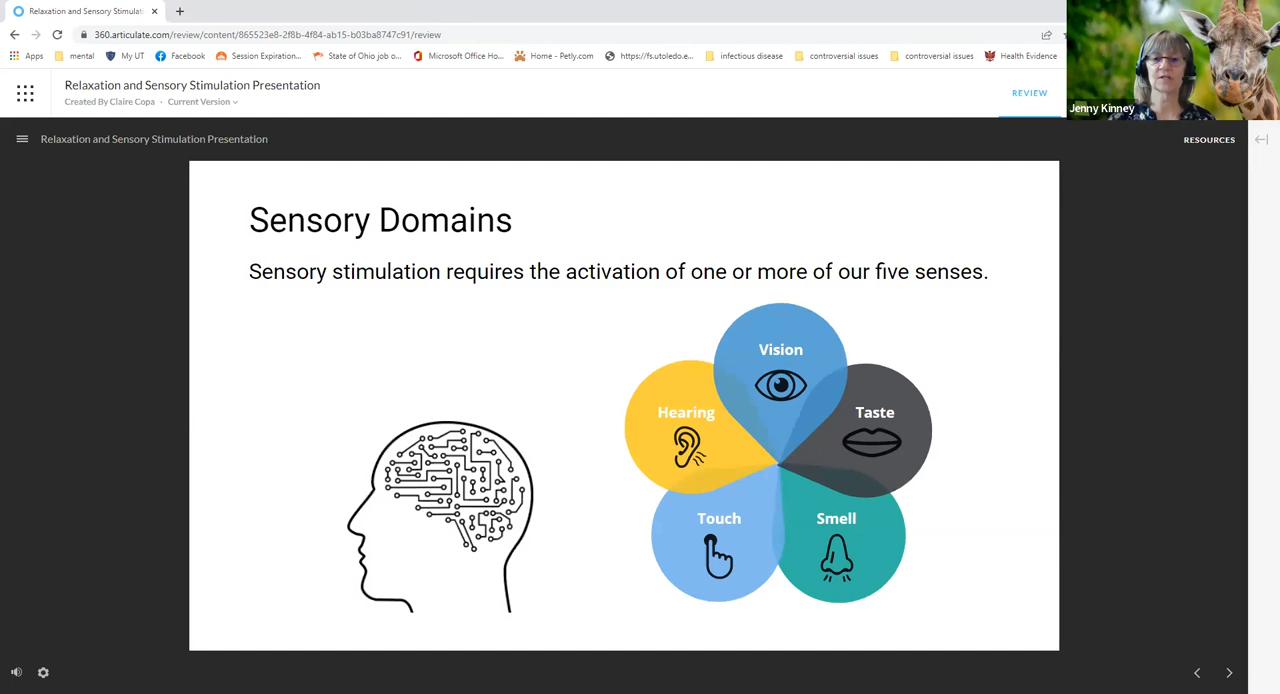 Relaxation and Sensory Stimulati
360.articulate.com/review/content/865523e8-2f8b-4f84-ab15-b03ba8747c91/review
Apps mental My UT Facebook Session Expiration... State of Ohio job o... Microsoft Office Ho... Home - Petly.com https://fs.utoledo.e... infectious disease controversial issues controversial issues Health Evidence
Relaxation and Sensory Stimulation Presentation
Created By Claire Copa · Current Version
REVIEW
Jenny Kinney
Relaxation and Sensory Stimulation Presentation
RESOURCES
Sensory Domains
Sensory stimulation requires the activation of one or more of our five senses.
Vision
Hearing
Taste
Touch
Smell